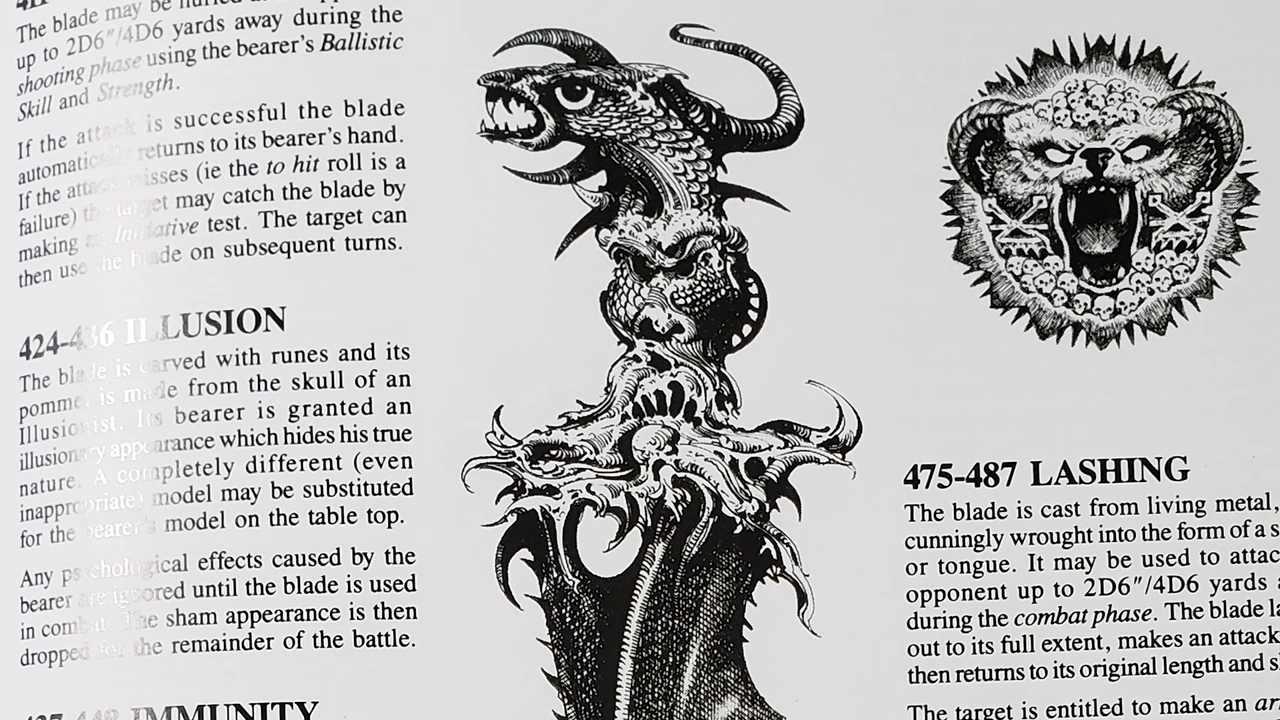 The blade may be hurled
up to 2D6"/4D6 yards away during the
shooting phase using the bearer's Ballistic
Skill and Strength.
If the attack is successful the blade
automatically returns to its bearer's hand.
If the attack misses (ie the to hit roll is a
failure) the target may catch the blade by
making an Initiative test. The target can
then use the blade on subsequent turns.
424-436 ILLUSION
The blade is carved with runes and its
pommel is made from the skull of an
Illusionist. Its bearer is granted an
illusionary appearance which hides his true
nature. A completely different (even
inappropriate) model may be substituted
for the bearer's model on the table top.
Any psychological effects caused by the
bearer are ignored until the blade is used
in combat. The sham appearance is then
dropped for the remainder of the battle.
437-448 IMMUNITY
475-487 LASHING
The blade is cast from living metal,
cunningly wrought into the form of a
or tongue. It may be used to
opponent up to 2D6"/4D6 yards
during the combat phase. The blade
out to its full extent, makes an attack
then returns to its original length and
The target is entitled to make an